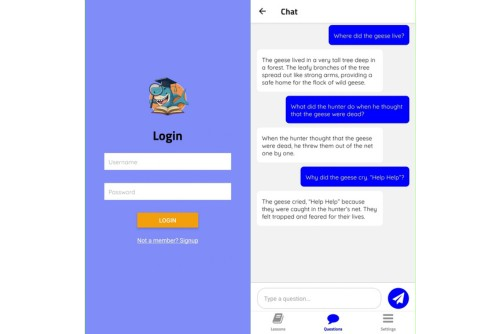 Login
Username
Password
LOGIN
Not a member? Signup
Chat
Where did the geese live?
The geese lived in a very tall tree deep in
a forest. The leafy branches of the tree
spread out like strong arms, providing a
safe home for the flock of wild geese.
What did the hunter do when he thought
that the geese were dead?
When the hunter thought that the geese
were dead, he threw them out of the net
one by one.
Why did the geese cry, "Help Help"?
The geese cried, "Help Help" because
they were caught in the hunter's net. They
felt trapped and feared for their lives.
Type a question...
Lessons
Questions
Settings